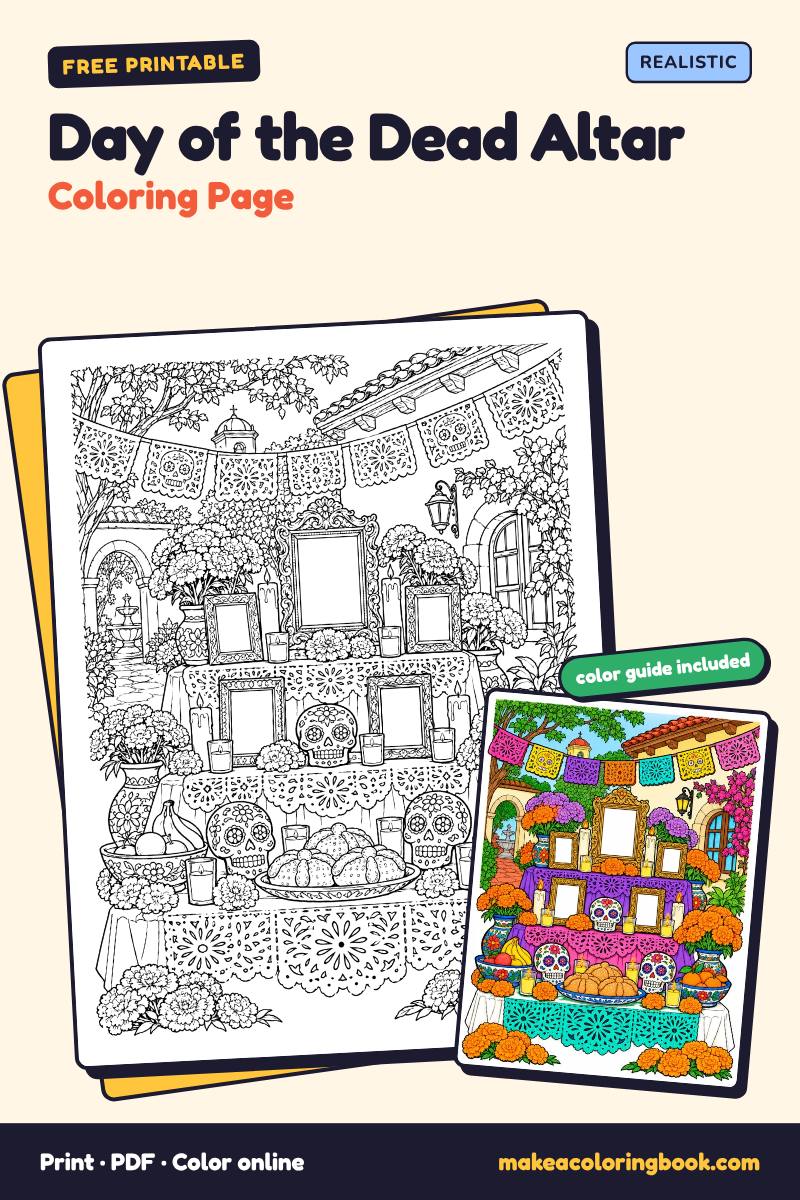 FREE PRINTABLE
REALISTIC
Day of the Dead Altar
Coloring Page
color guide included
Print · PDF · Color online
makeacoloringbook.com